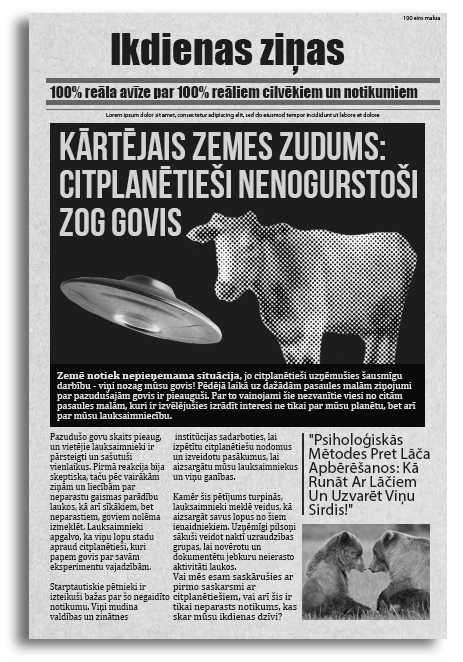 100 eiro maksa
Ikdienas ziņas
100% reāla avīze par 100% reāliem cilvēkiem un notikumiem
Lorem ipsum dolor sit amet, consectetur adipiscing elit, sed do eiusmod tempor incididunt ut labore et dolore
KĀRTĒJAIS ZEMES ZUDUMS:
CITPLANĒTIEŠI NENOGURSTOŠI
ZOG GOVIS
Zemē notiek nepieņemama situācija, jo citplanētieši uzņēmušies šausmīgu
darbību - viņi nozag mūsu govis! Pēdējā laikā uz dažādām pasaules malām ziņojumi
par pazudušajām govis ir pieauguši. Par to vainojami šie nezvanītie viesi no citām
pasaules malām, kuri ir izvēlējušies izrādīt interesi ne tikai par mūsu planētu, bet arī
par mūsu lauksaimniecību.
Pazudušo govu skaits pieaug,
un vietējie lauksaimnieki ir
pārsteigti un sašutuši
vienlaikus. Pirmā reakcija bija
skeptiska, taču pēc vairākām
ziņām un liecībām par
neparastu gaismas parādību
laukos, kā arī sīkākiem, bet
neparastiem, goviem nolēma
izmeklēt. Lauksaimnieki
apgalvo, ka viņu lopu stadu
apraud citplanētieši, kuri
paņem govis par savām
eksperimentu vajadzībām.
Starptautiskie pētnieki ir
izteikuši bažas par šo negaidīto
notikumu. Viņi mudina
valdības un zinātnes
institūcijas sadarboties, lai
izpētītu citplanētiešu nodomus
un izveidotu pasākumus, lai
aizsargātu mūsu lauksaimniekus
un viņu ganības.
Kamēr šis pētījums turpinās,
lauksaimnieki meklē veidus, kā
aizsargāt savus lopus no šiem
ienaidniekiem. Uzņēmīgi pilsoņi
sākuši veidot nakti uzraudzības
grupas, lai novērotu un
dokumentētu jebkuru neierasto
aktivitāti laukos.
Vai mēs esam saskārušies ar
pirmo saskarsmi ar
citplanētiešiem, vai arī šis ir
tikai neparasts notikums, kas
skar mūsu ikdienas dzīvi?
"Psiholoģiskās
Mētodes Pret Lāča
Apbērēšanos: Kā
Runāt Ar Lāčiem
Un Uzvarēt Viņu
Sirdis!"